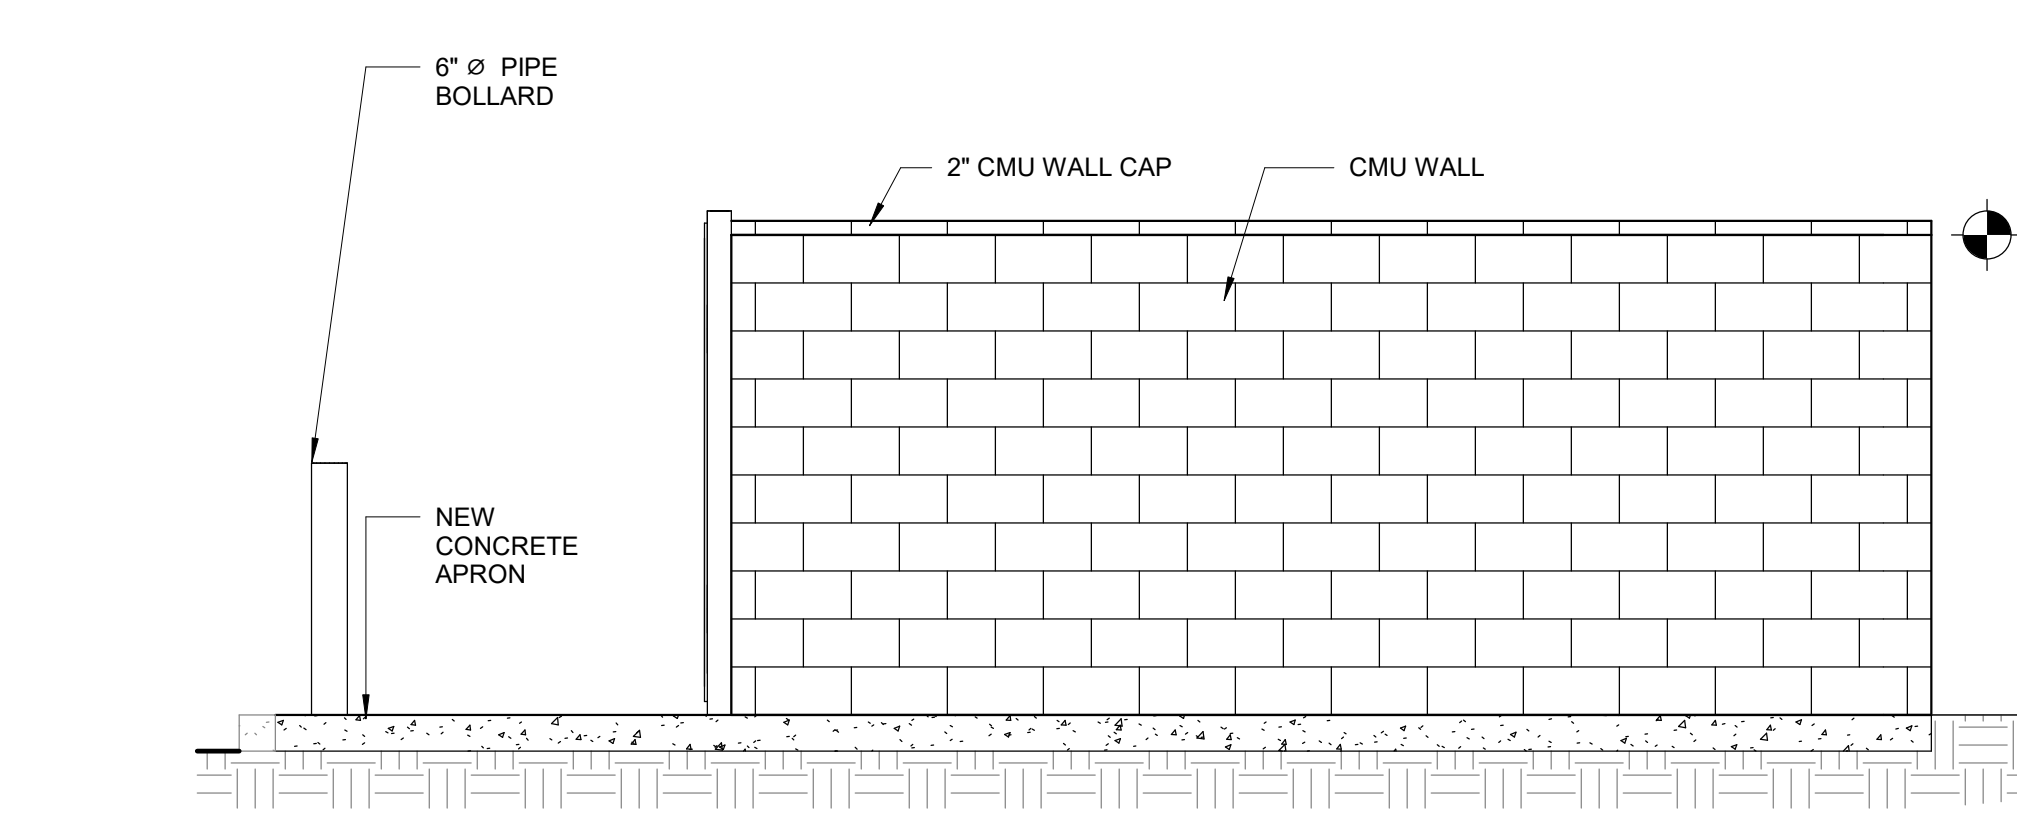 6" ⌀ PIPE
BOLLARD
2" CMU WALL CAP
CMU WALL
NEW
CONCRETE
APRON